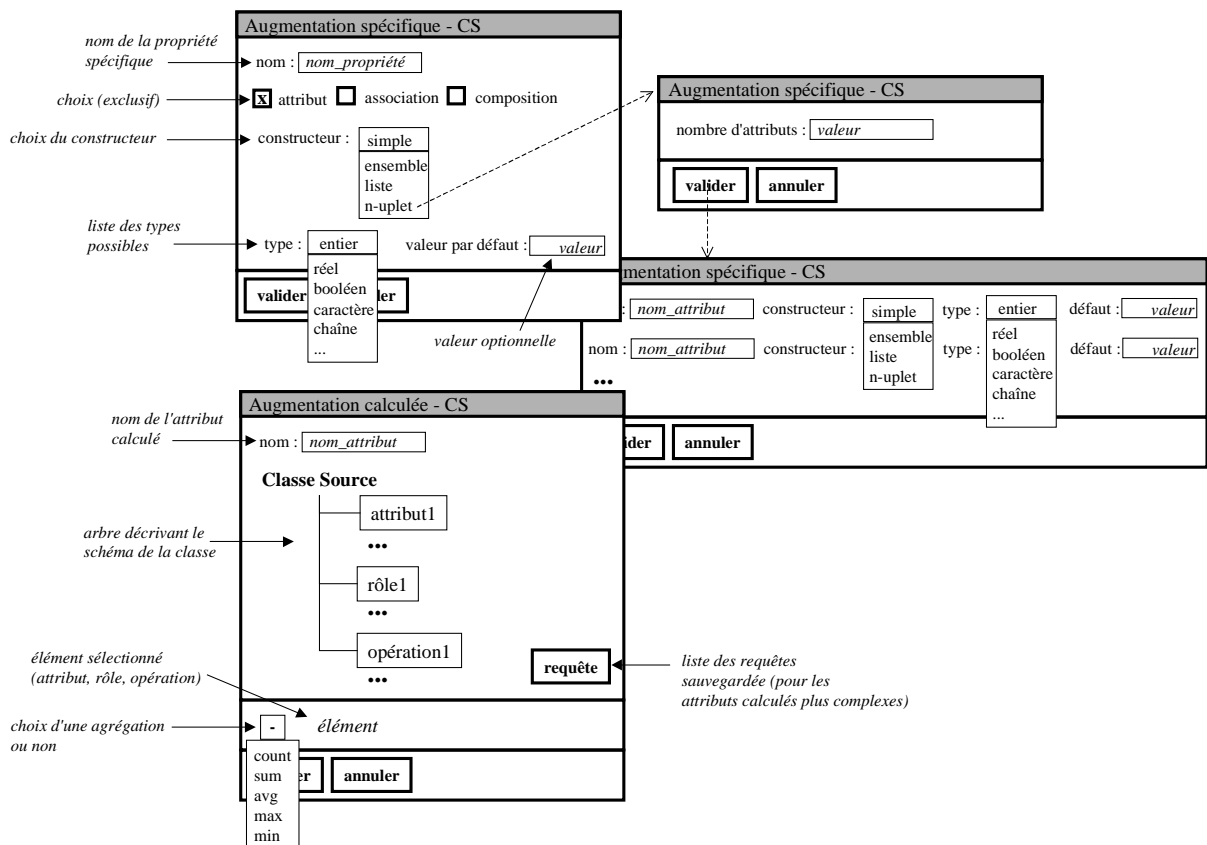 Augmentation spécifique - CS
nom de la propriété
spécifique
nom : nom_propriété
choix (exclusif)
x attribut association composition
choix du constructeur
constructeur : simple
ensemble
liste
n-uplet
liste des types
possibles
type : entier
réel
booléen
caractère
chaîne
...
valeur par défaut : valeur
valider
valeur optionnelle
Augmentation spécifique - CS
nombre d'attributs : valeur
valider annuler
mentation spécifique - CS
: nom_attribut constructeur : simple type : entier défaut : valeur
ensemble
liste
n-uplet
réel
booléen
caractère
chaîne
...
nom : nom_attribut constructeur : type : défaut : valeur
...
ider annuler
Augmentation calculée - CS
nom de l'attribut
calculé
nom : nom_attribut
Classe Source
attribut1
...
arbre décrivant le
schéma de la classe
rôle1
...
opération1
...
requête
liste des requêtes
sauvegardée (pour les
attributs calculés plus complexes)
élément sélectionné
(attribut, rôle, opération)
choix d'une agrégation
ou non
- élément
count
sum
avg
max
min
er annuler